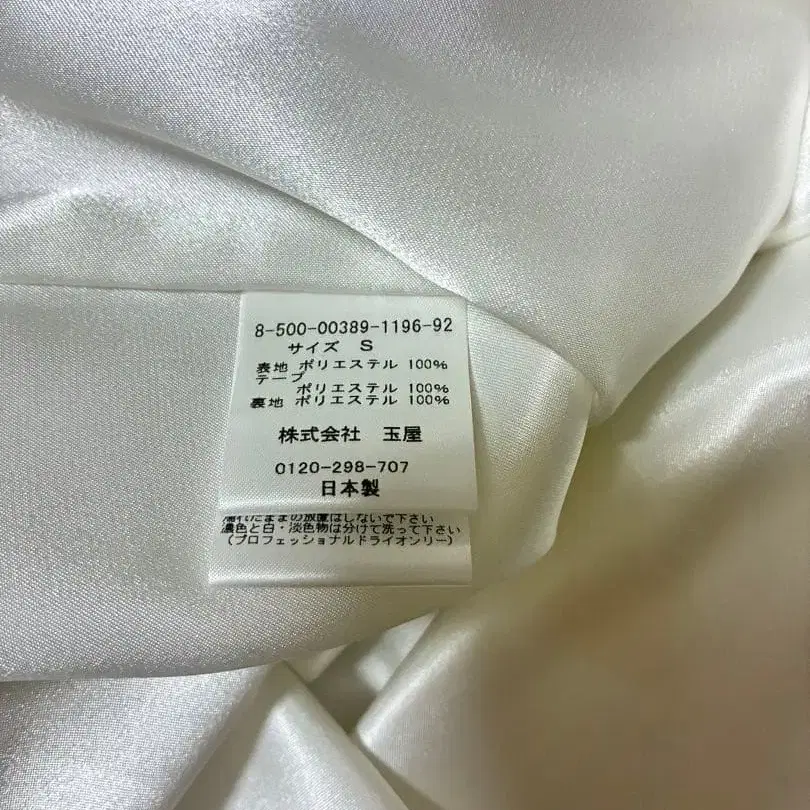 8-500-00389-1196-92
サイズ S
表地 ポリエステル 100%
テープ
ポリエステル 100%
裏地 ポリエステル 100%
株式会社 玉屋
0120-298-707
日本製
濡れたままの放置はしないで下さい
濃色と白・淡色物は分けて洗って下さい
(プロフェッショナルドライオンリー)